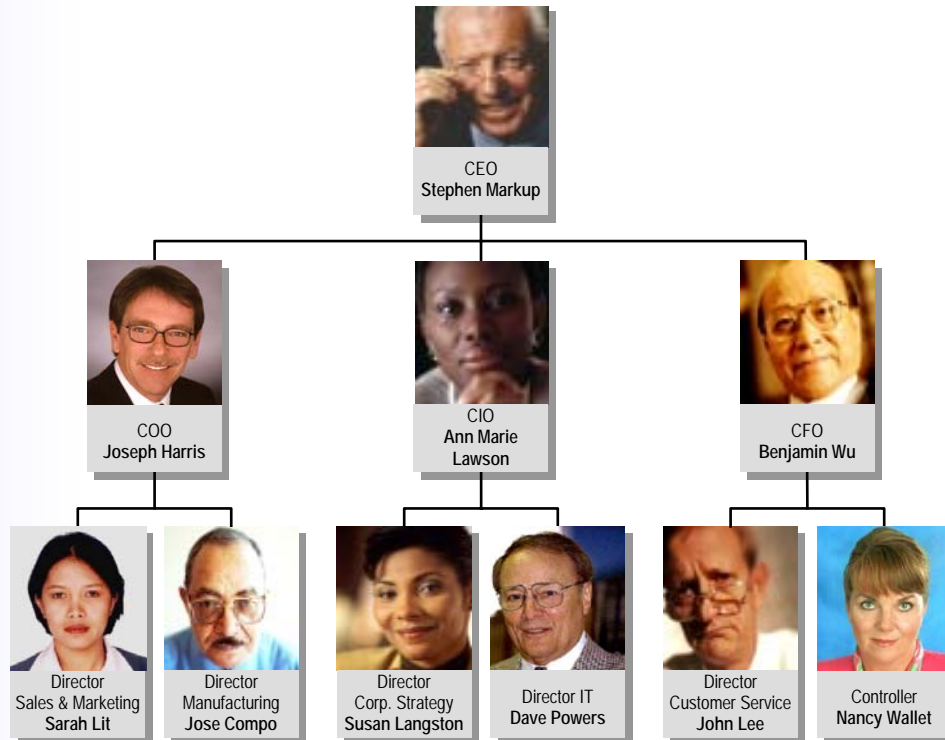 CEO
Stephen Markup
COO
Joseph Harris
CIO
Ann Marie
Lawson
CFO
Benjamin Wu
Director
Sales & Marketing
Sarah Lit
Director
Manufacturing
Jose Compo
Director
Corp. Strategy
Susan Langston
Director IT
Dave Powers
Director
Customer Service
John Lee
Controller
Nancy Wallet